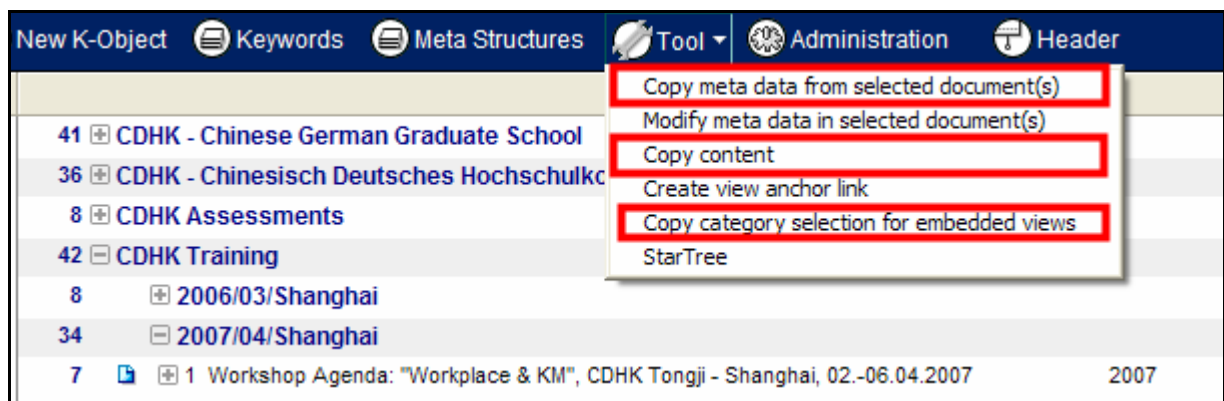 New K-Object Keywords Meta Structures Tool Administration Header
Copy meta data from selected document(s)
Modify meta data in selected document(s)
Copy content
Create view anchor link
Copy category selection for embedded views
StarTree
41 CDHK - Chinese German Graduate School
36 CDHK - Chinesisch Deutsches Hochschulko
8 CDHK Assessments
42 CDHK Training
8 2006/03/Shanghai
34 2007/04/Shanghai
7 1 Workshop Agenda: "Workplace & KM", CDHK Tongji - Shanghai, 02.-06.04.2007 2007